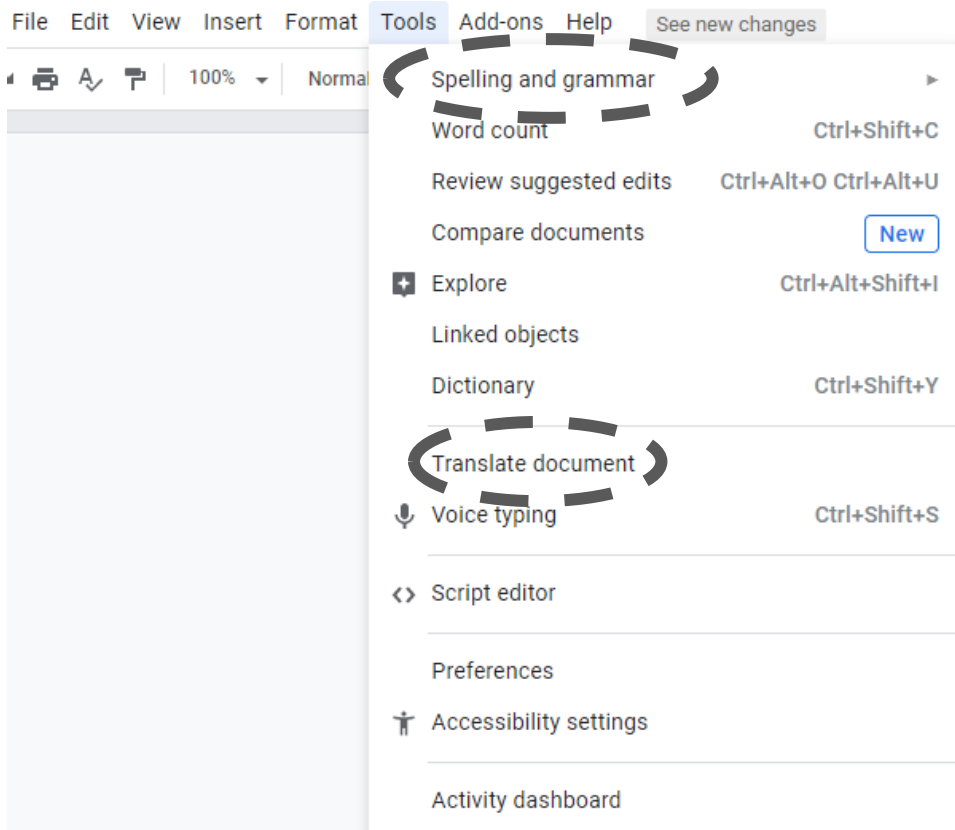 File Edit View Insert Format Tools Add-ons Help See new changes
100% Normal
Spelling and grammar
Word count Ctrl+Shift+C
Review suggested edits Ctrl+Alt+O Ctrl+Alt+U
Compare documents New
Explore Ctrl+Alt+Shift+I
Linked objects
Dictionary Ctrl+Shift+Y
Translate document
Voice typing Ctrl+Shift+S
Script editor
Preferences
Accessibility settings
Activity dashboard